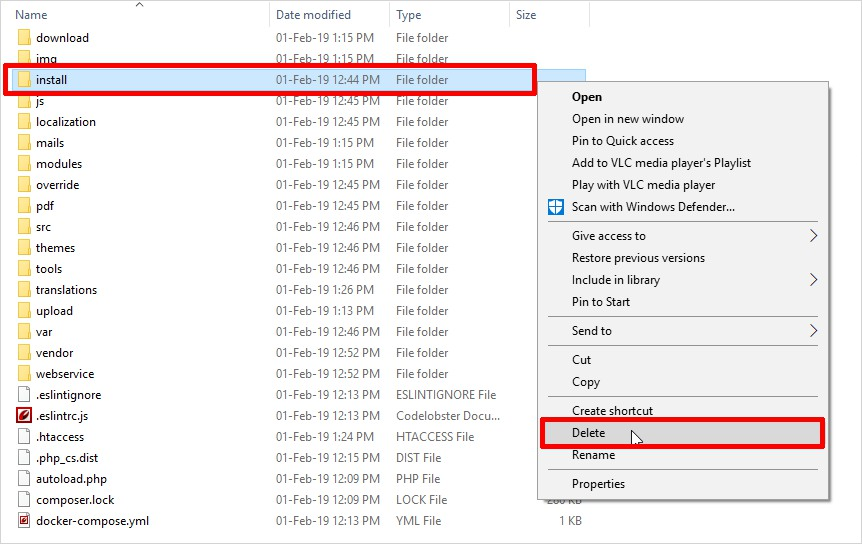 Name Date modified Type Size
download 01-Feb-19 1:15 PM File folder
img 01-Feb-19 1:15 PM File folder
install 01-Feb-19 12:44 PM File folder
js 01-Feb-19 12:45 PM File folder
localization 01-Feb-19 12:45 PM File folder
mails 01-Feb-19 1:15 PM File folder
modules 01-Feb-19 1:15 PM File folder
override 01-Feb-19 12:45 PM File folder
pdf 01-Feb-19 12:45 PM File folder
src 01-Feb-19 12:46 PM File folder
themes 01-Feb-19 12:46 PM File folder
tools 01-Feb-19 12:46 PM File folder
translations 01-Feb-19 1:26 PM File folder
upload 01-Feb-19 1:13 PM File folder
var 01-Feb-19 12:46 PM File folder
vendor 01-Feb-19 12:52 PM File folder
webservice 01-Feb-19 12:52 PM File folder
.eslintignore 01-Feb-19 12:13 PM ESLINTIGNORE File
.eslintrc.js 01-Feb-19 12:13 PM Codelobster Docu...
.htaccess 01-Feb-19 1:24 PM HTACCESS File
.php_cs.dist 01-Feb-19 12:15 PM DIST File
autoload.php 01-Feb-19 12:09 PM PHP File
composer.lock 01-Feb-19 12:09 PM LOCK File KB
docker-compose.yml 01-Feb-19 12:13 PM YML File 1 KB
Open
Open in new window
Pin to Quick access
Add to VLC media player's Playlist
Play with VLC media player
Scan with Windows Defender...
Give access to
Restore previous versions
Include in library
Pin to Start
Send to
Cut
Copy
Create shortcut
Delete
Rename
Properties